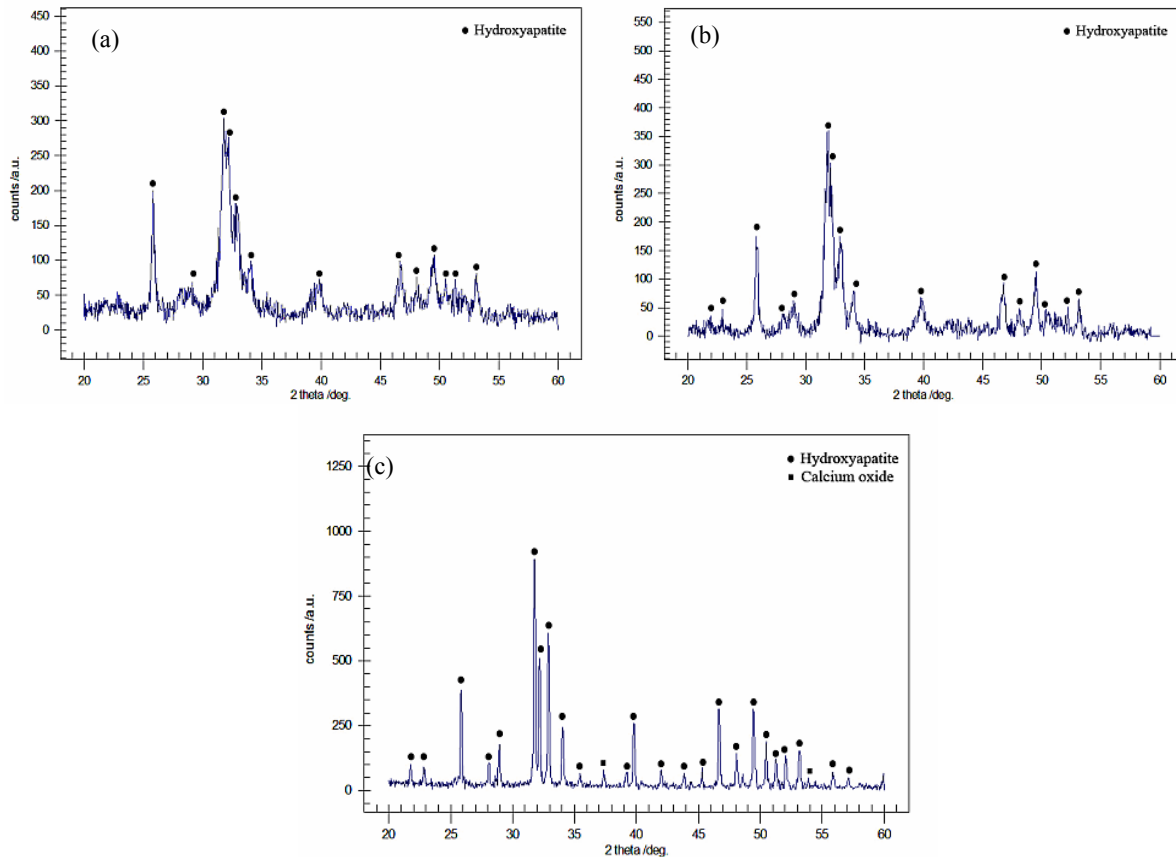 (a)
● Hydroxyapatite
450
400
350
300
250
200
150
100
50
0
counts /a.u.
20 25 30 35 40 45 50 55 60
2 theta /deg.
(b)
● Hydroxyapatite
550
500
450
400
350
300
250
200
150
100
50
0
counts /a.u.
20 25 30 35 40 45 50 55 60
2 theta /deg.
(c)
● Hydroxyapatite
■ Calcium oxide
1250
1000
750
500
250
0
counts /a.u.
20 25 30 35 40 45 50 55 60
2 theta /deg.